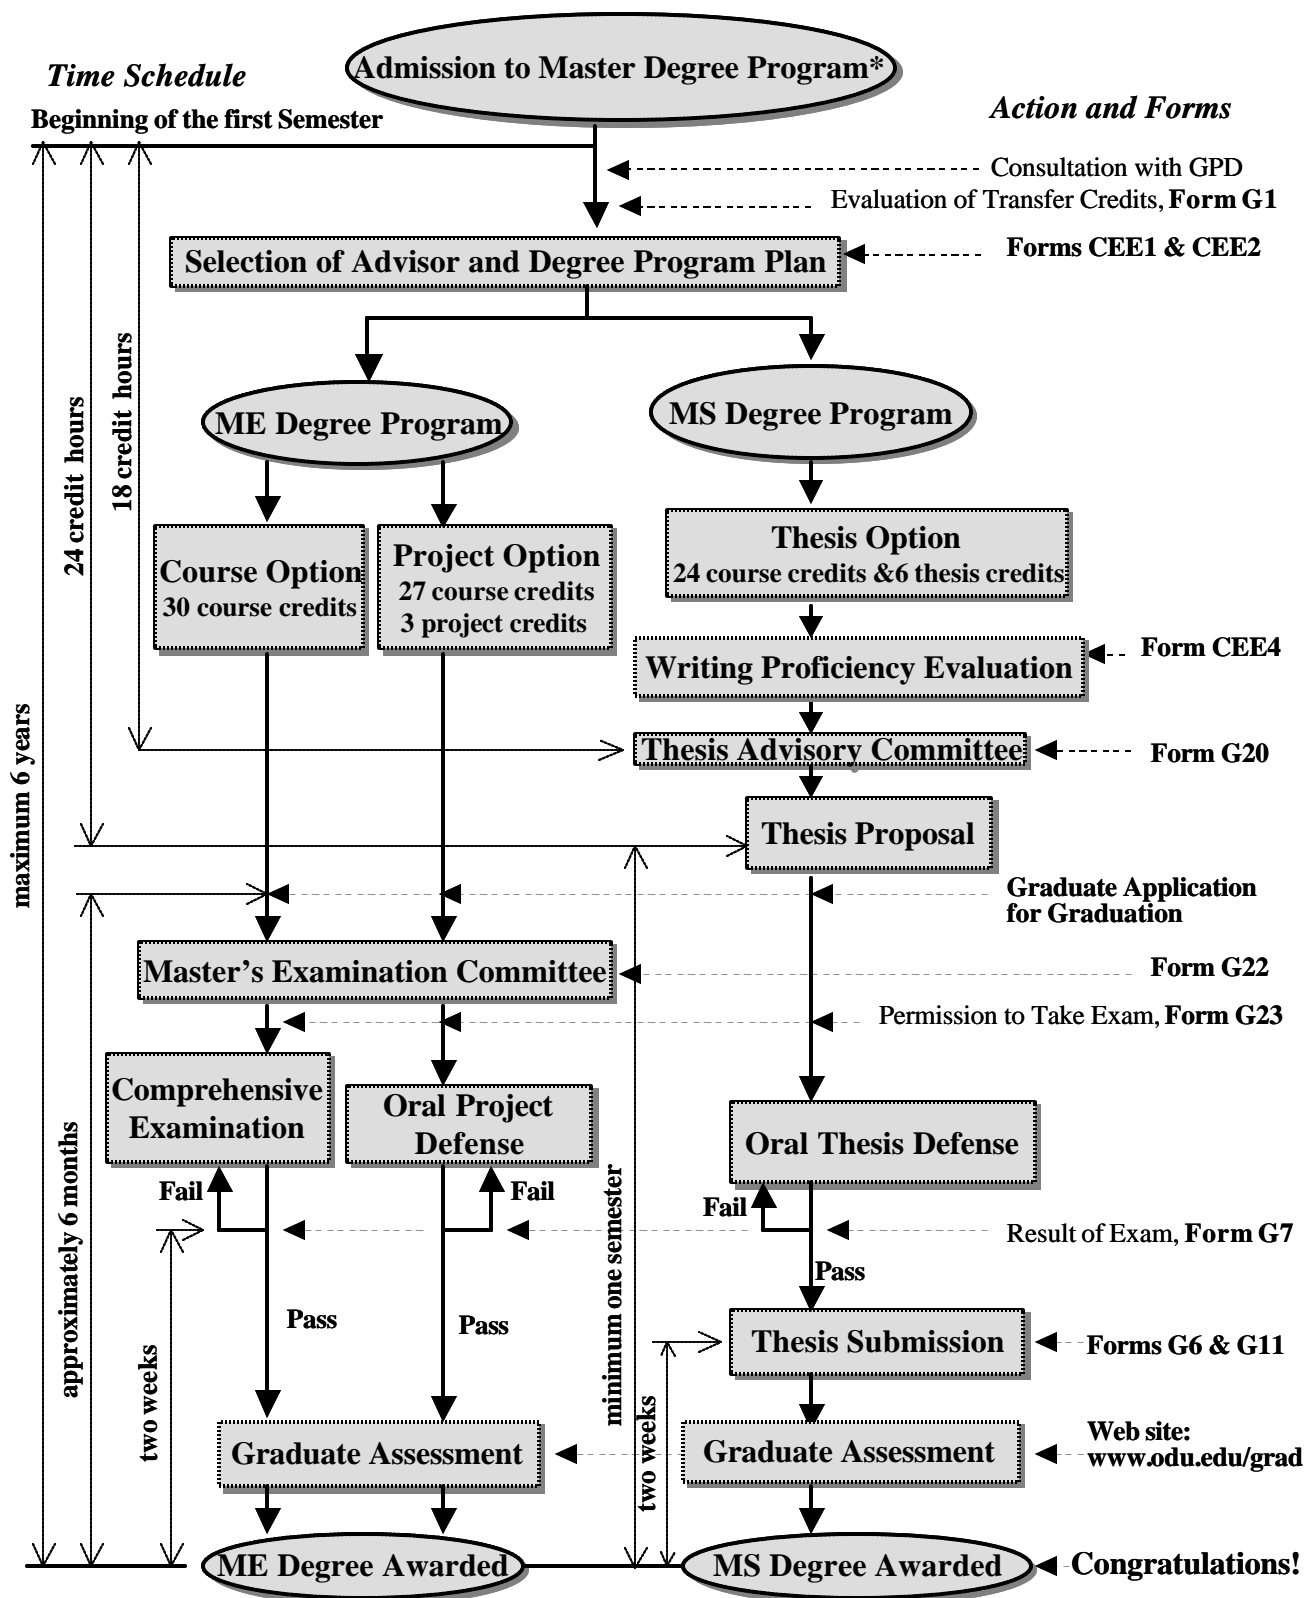 Admission to Master Degree Program*
Time Schedule
Beginning of the first Semester
Action and Forms
Consultation with GPD
Evaluation of Transfer Credits, Form G1
Selection of Advisor and Degree Program Plan
Forms CEE1 & CEE2
24 credit hours
18 credit hours
ME Degree Program
MS Degree Program
Course Option
30 course credits
Project Option
27 course credits
3 project credits
Thesis Option
24 course credits &6 thesis credits
Writing Proficiency Evaluation
Form CEE4
maximum 6 years
Thesis Advisory Committee
Form G20
Thesis Proposal
Graduate Application
for Graduation
Master's Examination Committee
Form G22
Permission to Take Exam, Form G23
Comprehensive
Examination
Oral Project
Defense
Oral Thesis Defense
approximately 6 months
minimum one semester
Fail
Fail
Fail
Result of Exam, Form G7
Pass
Pass
Pass
two weeks
Thesis Submission
Forms G6 & G11
two weeks
Graduate Assessment
Graduate Assessment
Web site:
www.odu.edu/grad
ME Degree Awarded
MS Degree Awarded
Congratulations!